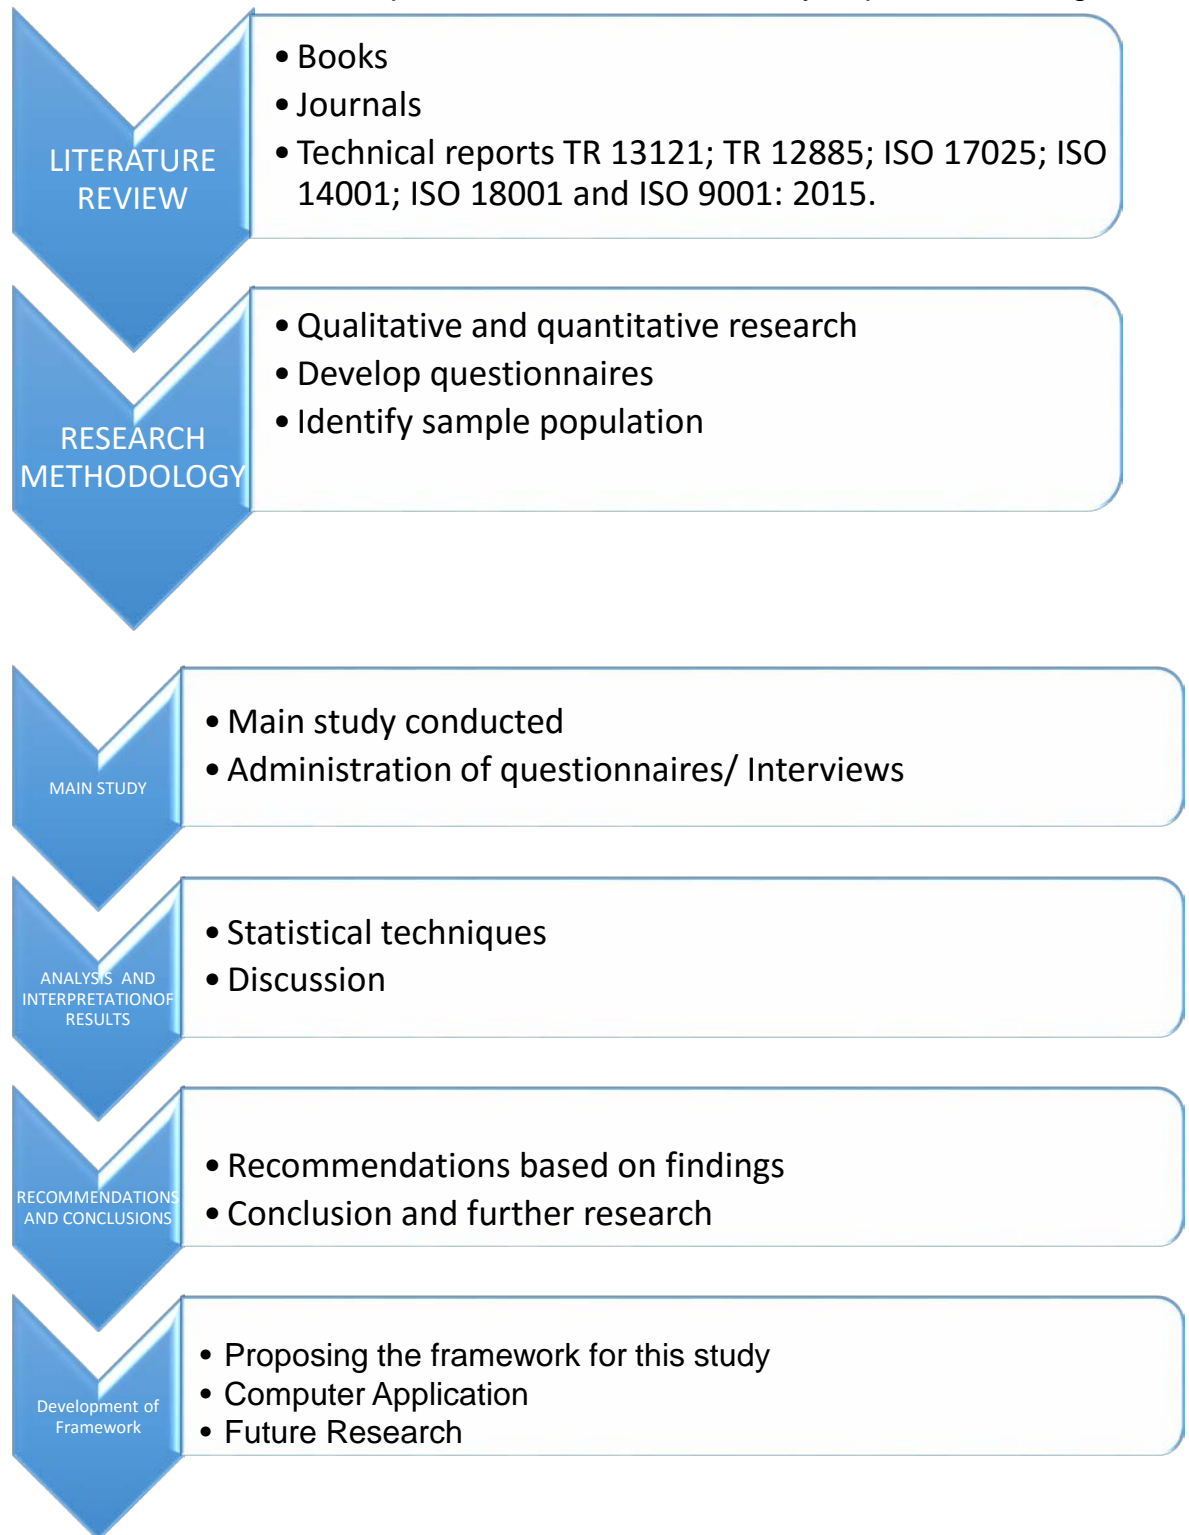 LITERATURE
REVIEW
• Books
• Journals
• Technical reports TR 13121; TR 12885; ISO 17025; ISO
14001; ISO 18001 and ISO 9001: 2015.
RESEARCH
METHODOLOGY
• Qualitative and quantitative research
• Develop questionnaires
• Identify sample population
MAIN STUDY
• Main study conducted
• Administration of questionnaires/ Interviews
ANALYSIS AND
INTERPRETATIONOF
RESULTS
• Statistical techniques
• Discussion
RECOMMENDATIONS
AND CONCLUSIONS
• Recommendations based on findings
• Conclusion and further research
Development of
Framework
• Proposing the framework for this study
• Computer Application
• Future Research